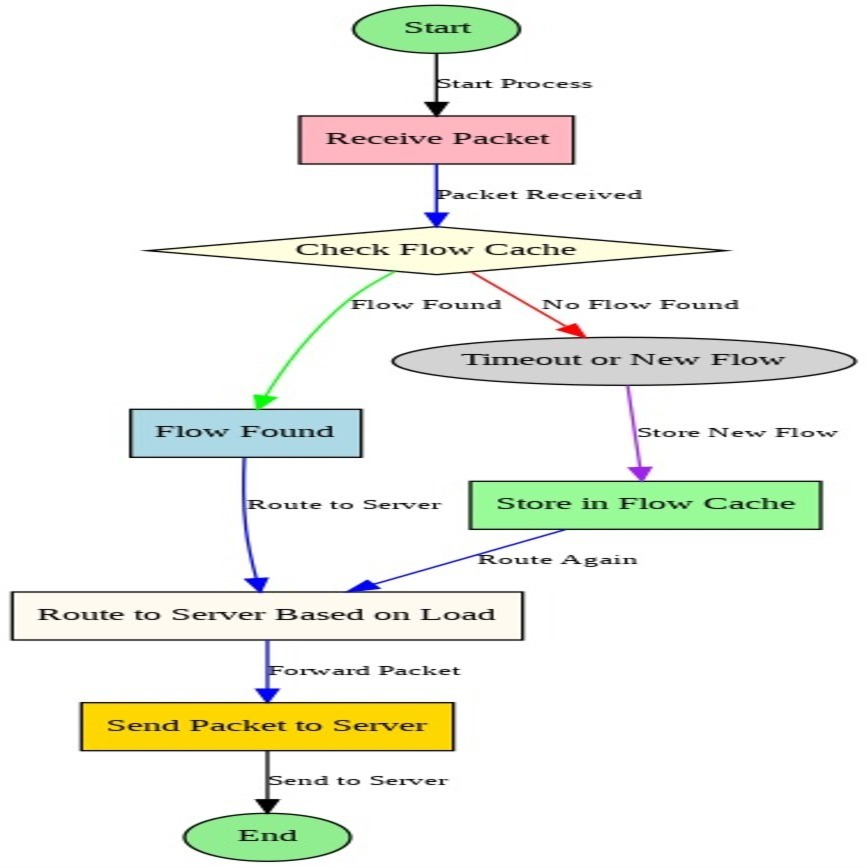 Start
Start Process
Receive Packet
Packet Received
Check Flow Cache
Flow Found
No Flow Found
Timeout or New Flow
Flow Found
Store New Flow
Route to Server
Store in Flow Cache
Route Again
Route to Server Based on Load
Forward Packet
Send Packet to Server
Send to Server
End